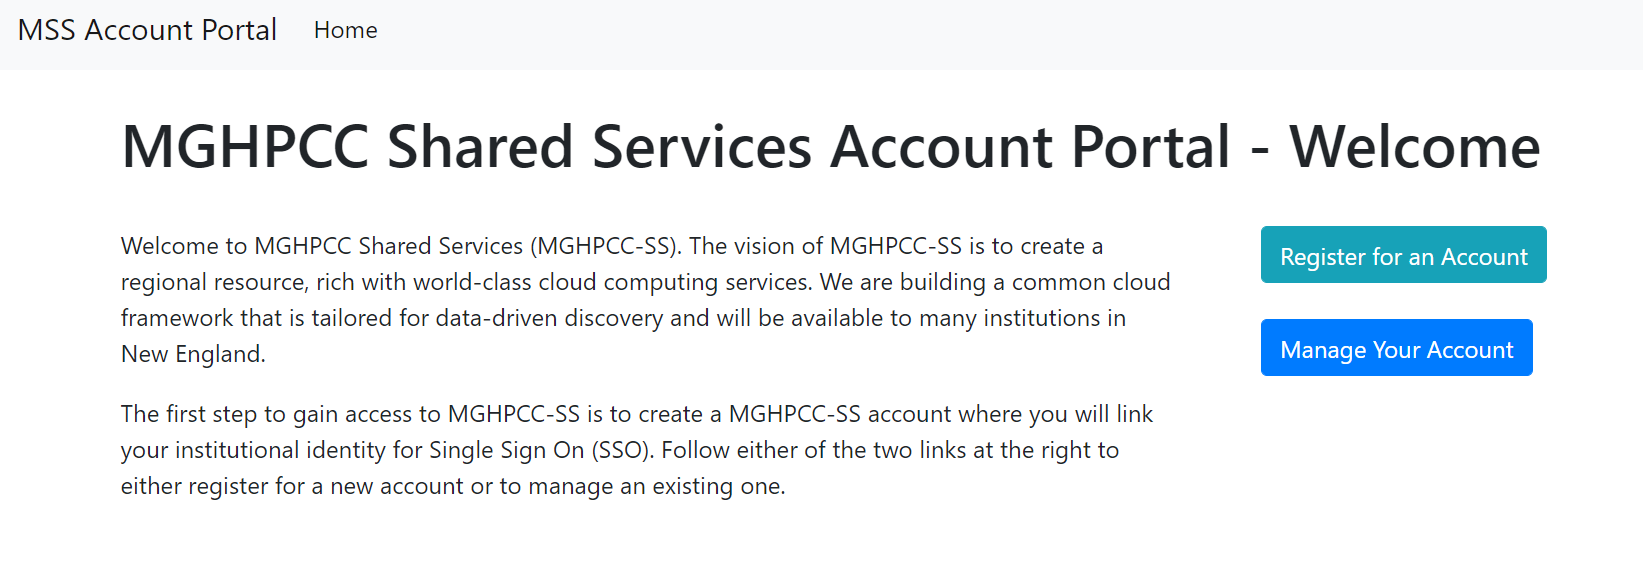 MSS Account Portal Home
MGHPCC Shared Services Account Portal - Welcome
Welcome to MGHPCC Shared Services (MGHPCC-SS). The vision of MGHPCC-SS is to create a
regional resource, rich with world-class cloud computing services. We are building a common cloud
framework that is tailored for data-driven discovery and will be available to many institutions in
New England.
The first step to gain access to MGHPCC-SS is to create a MGHPCC-SS account where you will link
your institutional identity for Single Sign On (SSO). Follow either of the two links at the right to
either register for a new account or to manage an existing one.
Register for an Account
Manage Your Account